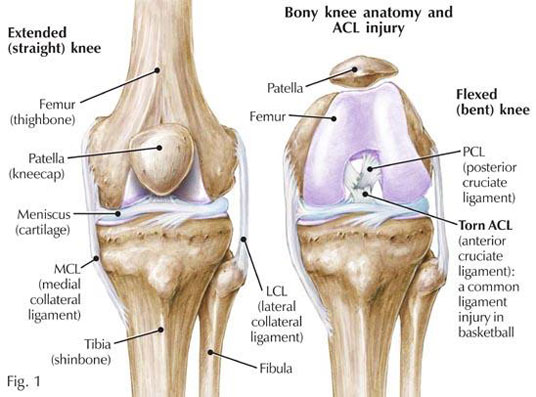 Extended
(straight) knee
Femur
(thighbone)
Patella
(kneecap)
Meniscus
(cartilage)
MCL
(medial
collateral
ligament)
Tibia
(shinbone)
Fig. 1
LCL
(lateral
collateral
ligament)
Fibula
Bony knee anatomy and
ACL injury
Patella
Femur
Flexed
(bent) knee
PCL
(posterior
cruciate
ligament)
Torn ACL
(anterior
cruciate
ligament):
a common
ligament
injury in
basketball